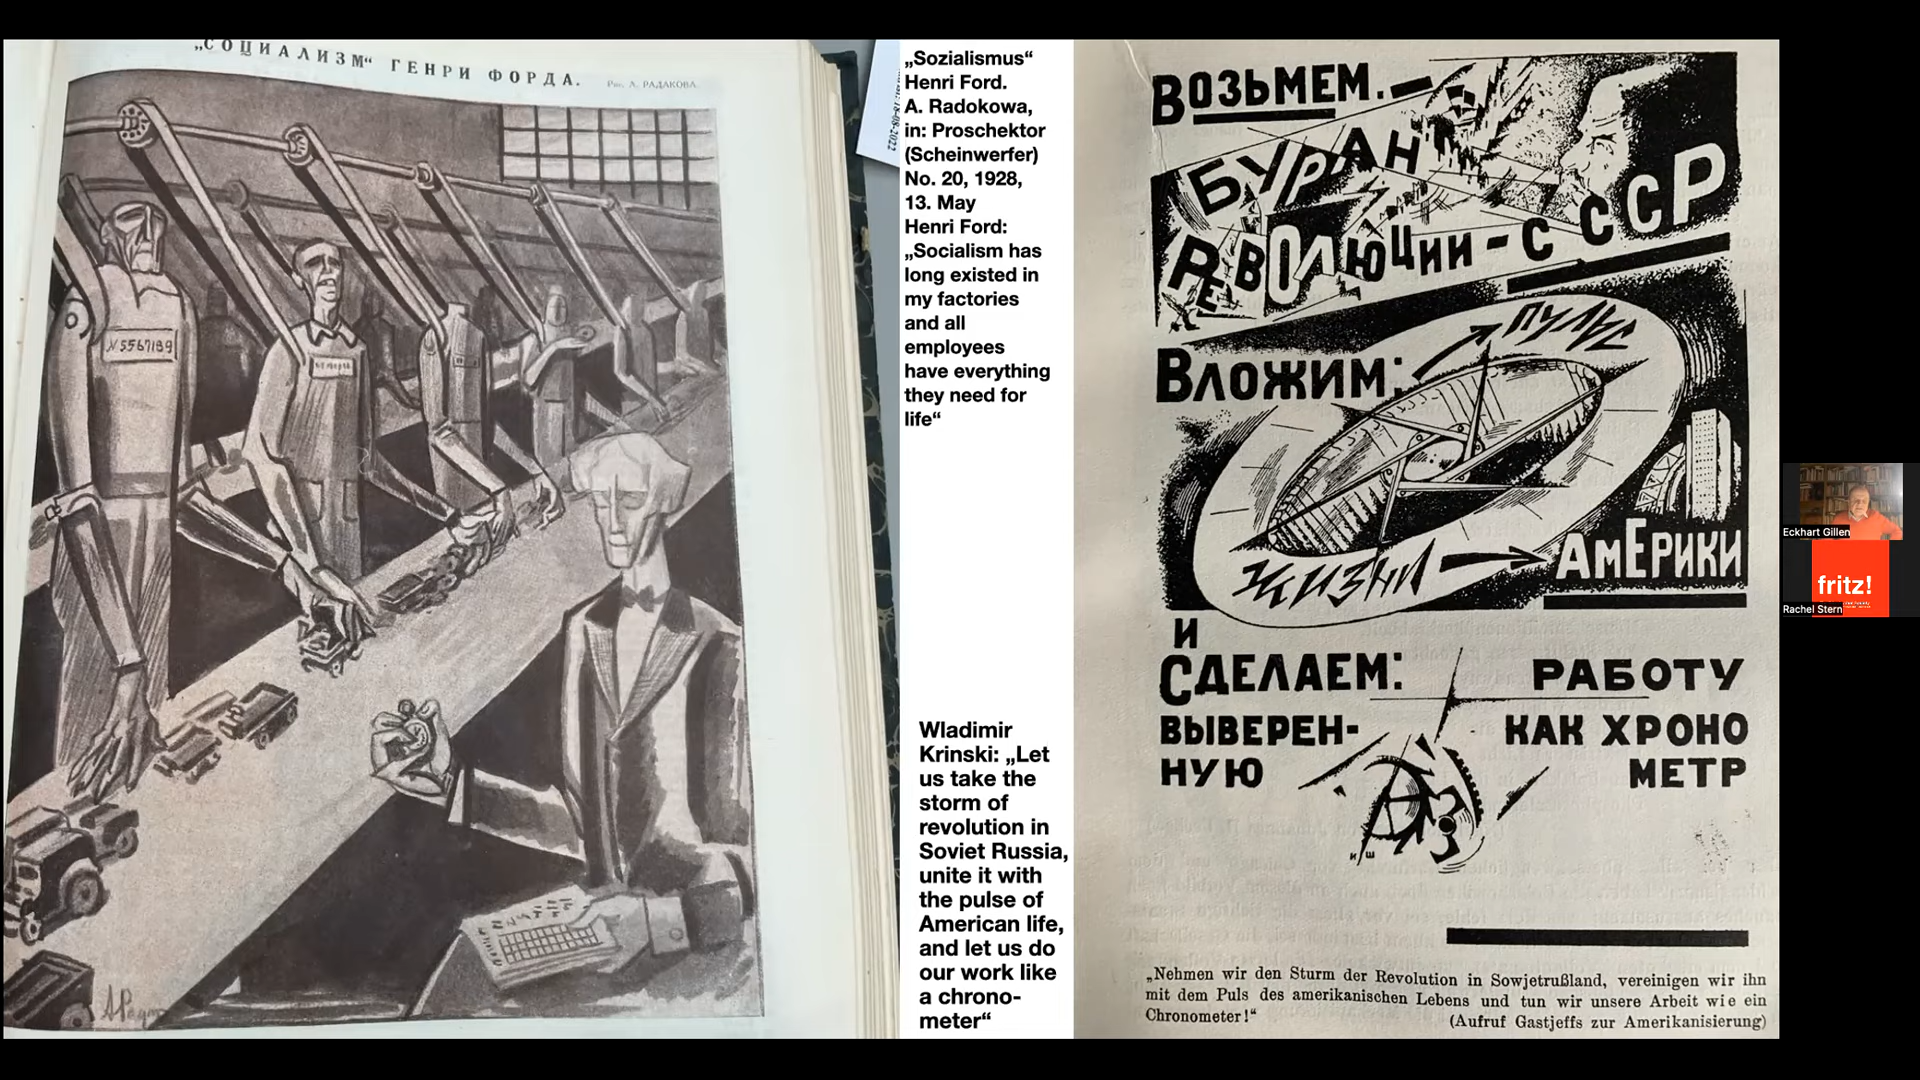 „СОЦИАЛИЗМ“ ГЕНРИ ФОРДА.
Рис. А. РАДАКОВА.
N5567189
„Sozialismus“
Henri Ford.
A. Radokowa,
in: Proschektor
(Scheinwerfer)
No. 20, 1928,
13. May
Henri Ford:
„Socialism has
long existed in
my factories
and all
employees
have everything
they need for
life“
Wladimir
Krinski: „Let
us take the
storm of
revolution in
Soviet Russia,
unite it with
the pulse of
American life,
and let us do
our work like
a chrono-
meter“
ВОЗЬМЕМ.
БУРАН
РЕВОЛЮЦИИ-СССР
ВЛОЖИМ:
ПУЛЬС
ЖИЗНИ
АМЕРИКИ
И
СДЕЛАЕМ: РАБОТУ
ВЫВЕРЕН- КАК ХРОНО
НУЮ МЕТР
И Ш
„Nehmen wir den Sturm der Revolution in Sowjetrußland, vereinigen wir ihn
mit dem Puls des amerikanischen Lebens und tun wir unsere Arbeit wie ein
Chronometer!“ (Aufruf Gastjeffs zur Amerikanisierung)
Eckhart Gillen
fritz!
Rachel Stern